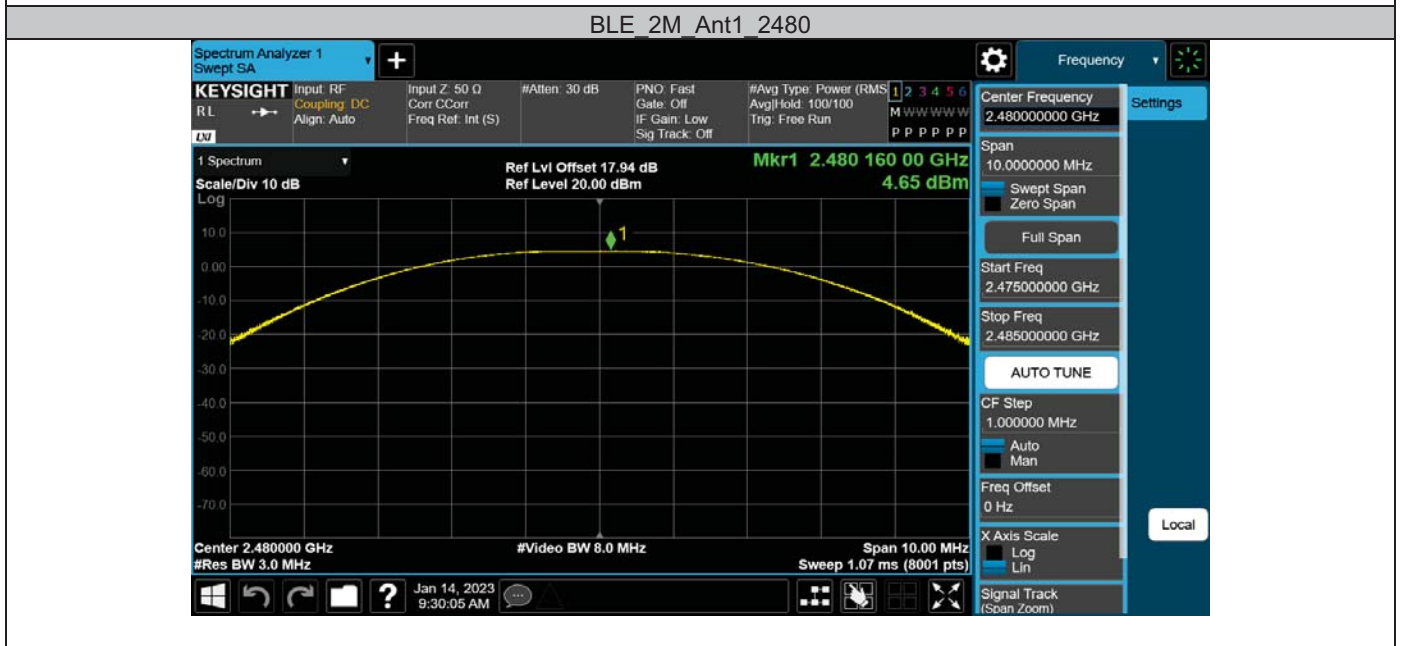 BLE_2M_Ant1_2480
Spectrum Analyzer 1
Swept SA
Frequency
KEYSIGHT
RL
LXI
Input: RF
Coupling: DC
Align: Auto
Input Z: 50 Ω
Corr CCorr
Freq Ref: Int (S)
#Atten: 30 dB
PNO: Fast
Gate: Off
IF Gain: Low
Sig Track: Off
#Avg Type: Power (RMS
Avg|Hold: 100/100
Trig: Free Run
1 2 3 4 5 6
M W W W W W
P P P P P P
1 Spectrum
Scale/Div 10 dB
Log
Ref Lvl Offset 17.94 dB
Ref Level 20.00 dBm
Mkr1 2.480 160 00 GHz
4.65 dBm
1
10.0
0.00
-10.0
-20.0
-30.0
-40.0
-50.0
-60.0
-70.0
Center 2.480000 GHz
#Res BW 3.0 MHz
#Video BW 8.0 MHz
Span 10.00 MHz
Sweep 1.07 ms (8001 pts)
Center Frequency
2.480000000 GHz
Settings
Span
10.0000000 MHz
Swept Span
Zero Span
Full Span
Start Freq
2.475000000 GHz
Stop Freq
2.485000000 GHz
AUTO TUNE
CF Step
1.000000 MHz
Auto
Man
Freq Offset
0 Hz
X Axis Scale
Log
Lin
Local
Signal Track
(Span Zoom)
?
Jan 14, 2023
9:30:05 AM